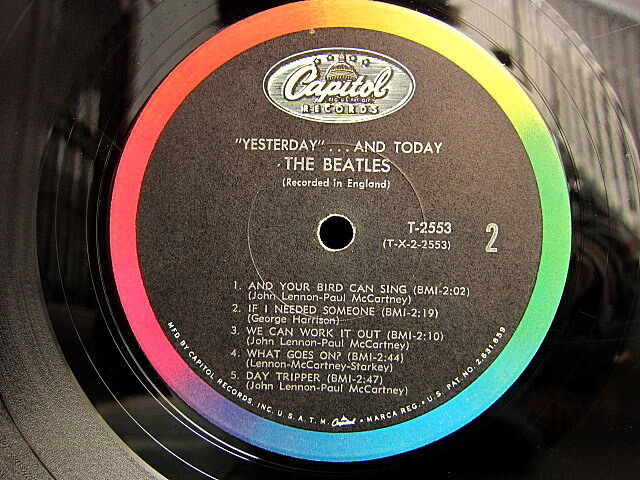 Capitol
RECORDS
"YESTERDAY"... AND TODAY
THE BEATLES
(Recorded in England)
T-2553
(T-X-2-2553)
2
1. AND YOUR BIRD CAN SING (BMI-2:02)
(John Lennon-Paul McCartney)
2. IF I NEEDED SOMEONE (BMI-2:19)
(George Harrison)
3. WE CAN WORK IT OUT (BMI-2:10)
(John Lennon-Paul McCartney)
4. WHAT GOES ON? (BMI-2:44)
(Lennon-McCartney-Starkey)
5. DAY TRIPPER (BMI-2:47)
(John Lennon-Paul McCartney)
MFD. BY CAPITOL RECORDS, INC. U.S.A. T.M. Capitol • MARCA REG. • U.S. PAT. NO. 2,631,859